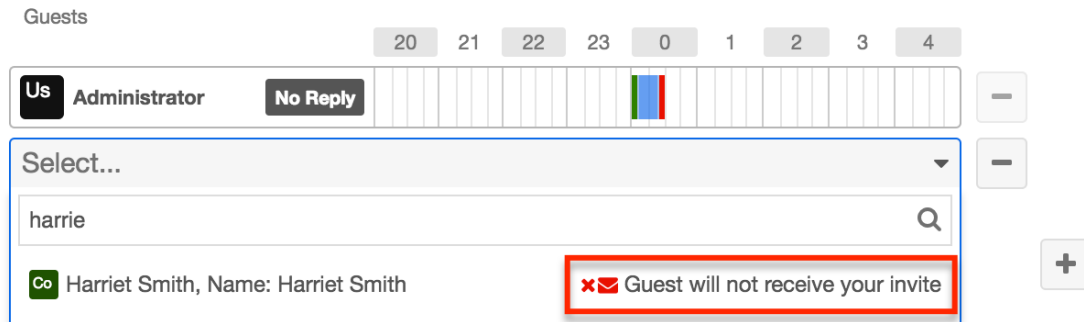 Guests
20 21 22 23 0 1 2 3 4
Us Administrator No Reply
Select...
harrie
Co Harriet Smith, Name: Harriet Smith Guest will not receive your invite